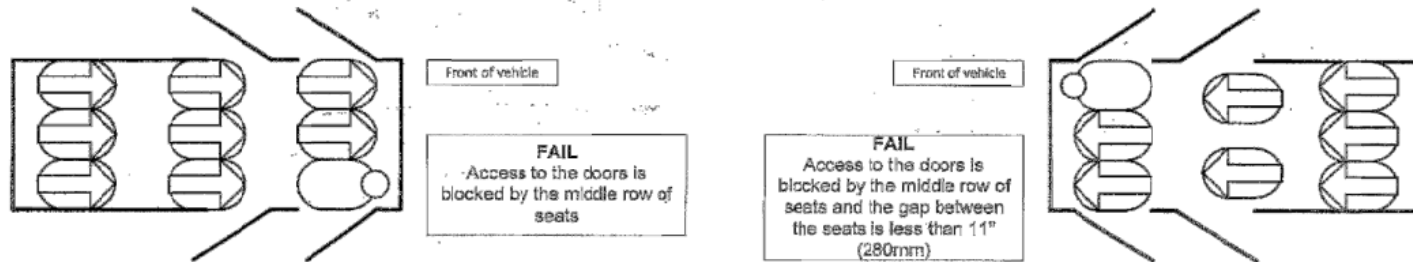 Front of vehicle
FAIL
Access to the doors is
blocked by the middle row of
seats
Front of vehicle
FAIL
Access to the doors is
blocked by the middle row of
seats and the gap between
the seats is less than 11"
(280mm)